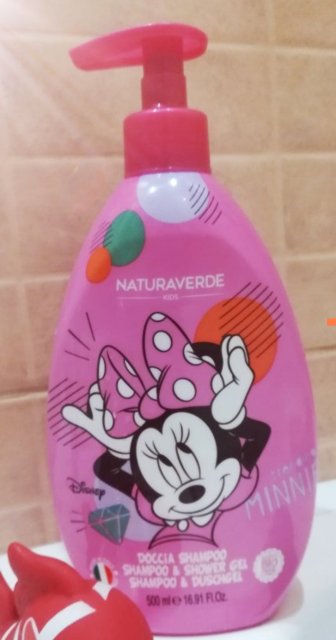 NATURAVERDE
KIDS
Disney
MINNIE
DOCCIA SHAMPOO
SHAMPOO & SHOWER GEL
SHAMPOO & DUSCHGEL
500 ml e 16.91 Fl.Oz.